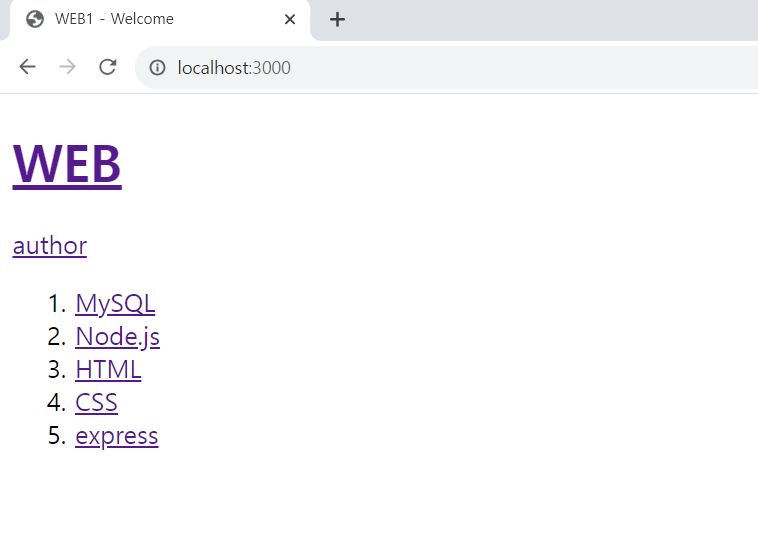 WEB1 - Welcome
localhost:3000
WEB
author
1. MySQL
2. Node.js
3. HTML
4. CSS
5. express